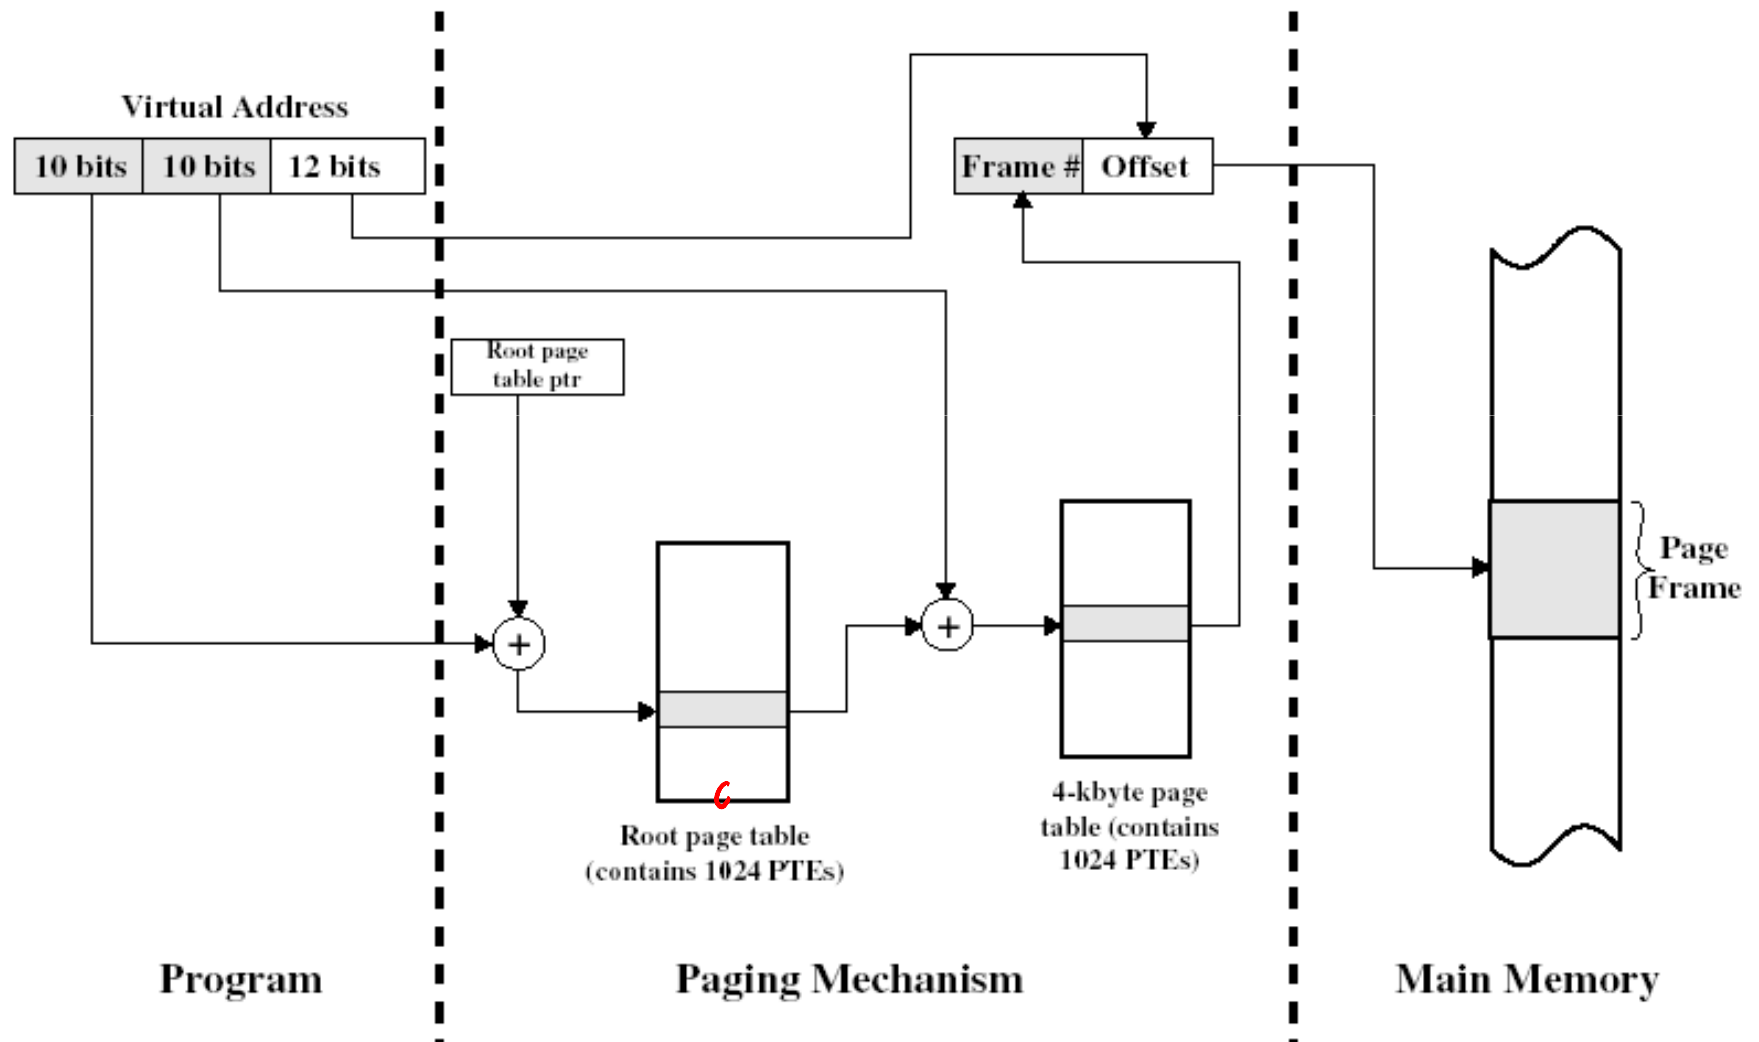 Virtual Address
10 bits
10 bits
12 bits
Frame #
Offset
Root page
table ptr
+
+
Page
Frame
4-kbyte page
table (contains
1024 PTEs)
Root page table
(contains 1024 PTEs)
Program
Paging Mechanism
Main Memory